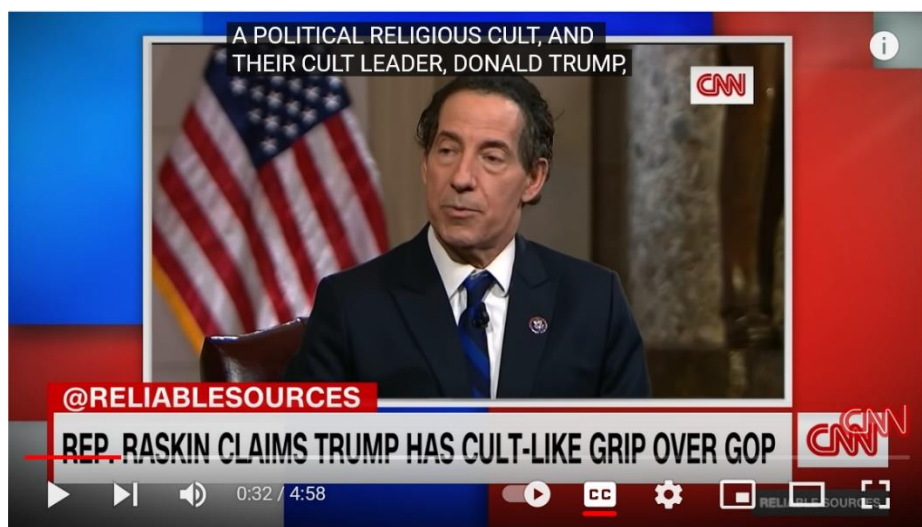 A POLITICAL RELIGIOUS CULT, AND
THEIR CULT LEADER, DONALD TRUMP,
i
CNN
@RELIABLESOURCES
REP. RASKIN CLAIMS TRUMP HAS CULT-LIKE GRIP OVER GOP
CNN
CNN
0:32 / 4:58
CC
RELIABLE SOURCES